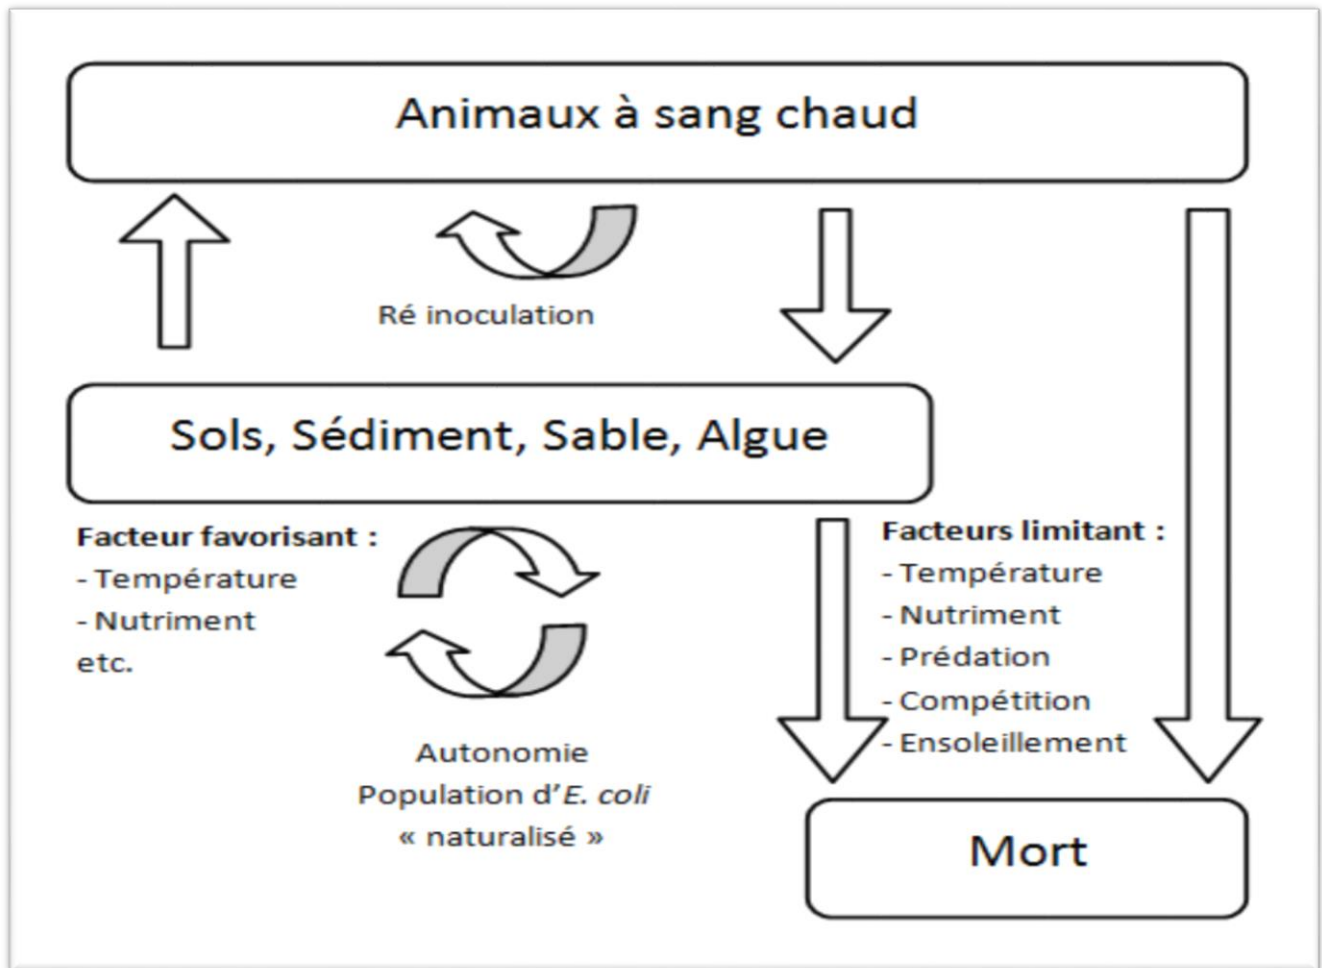 Animaux à sang chaud
Ré inoculation
Sols, Sédiment, Sable, Algue
Facteur favorisant :
- Température
- Nutriment
etc.
Autonomie
Population d’E. coli
« naturalisé »
Facteurs limitant :
- Température
- Nutriment
- Prédation
- Compétition
- Ensoleillement
Mort